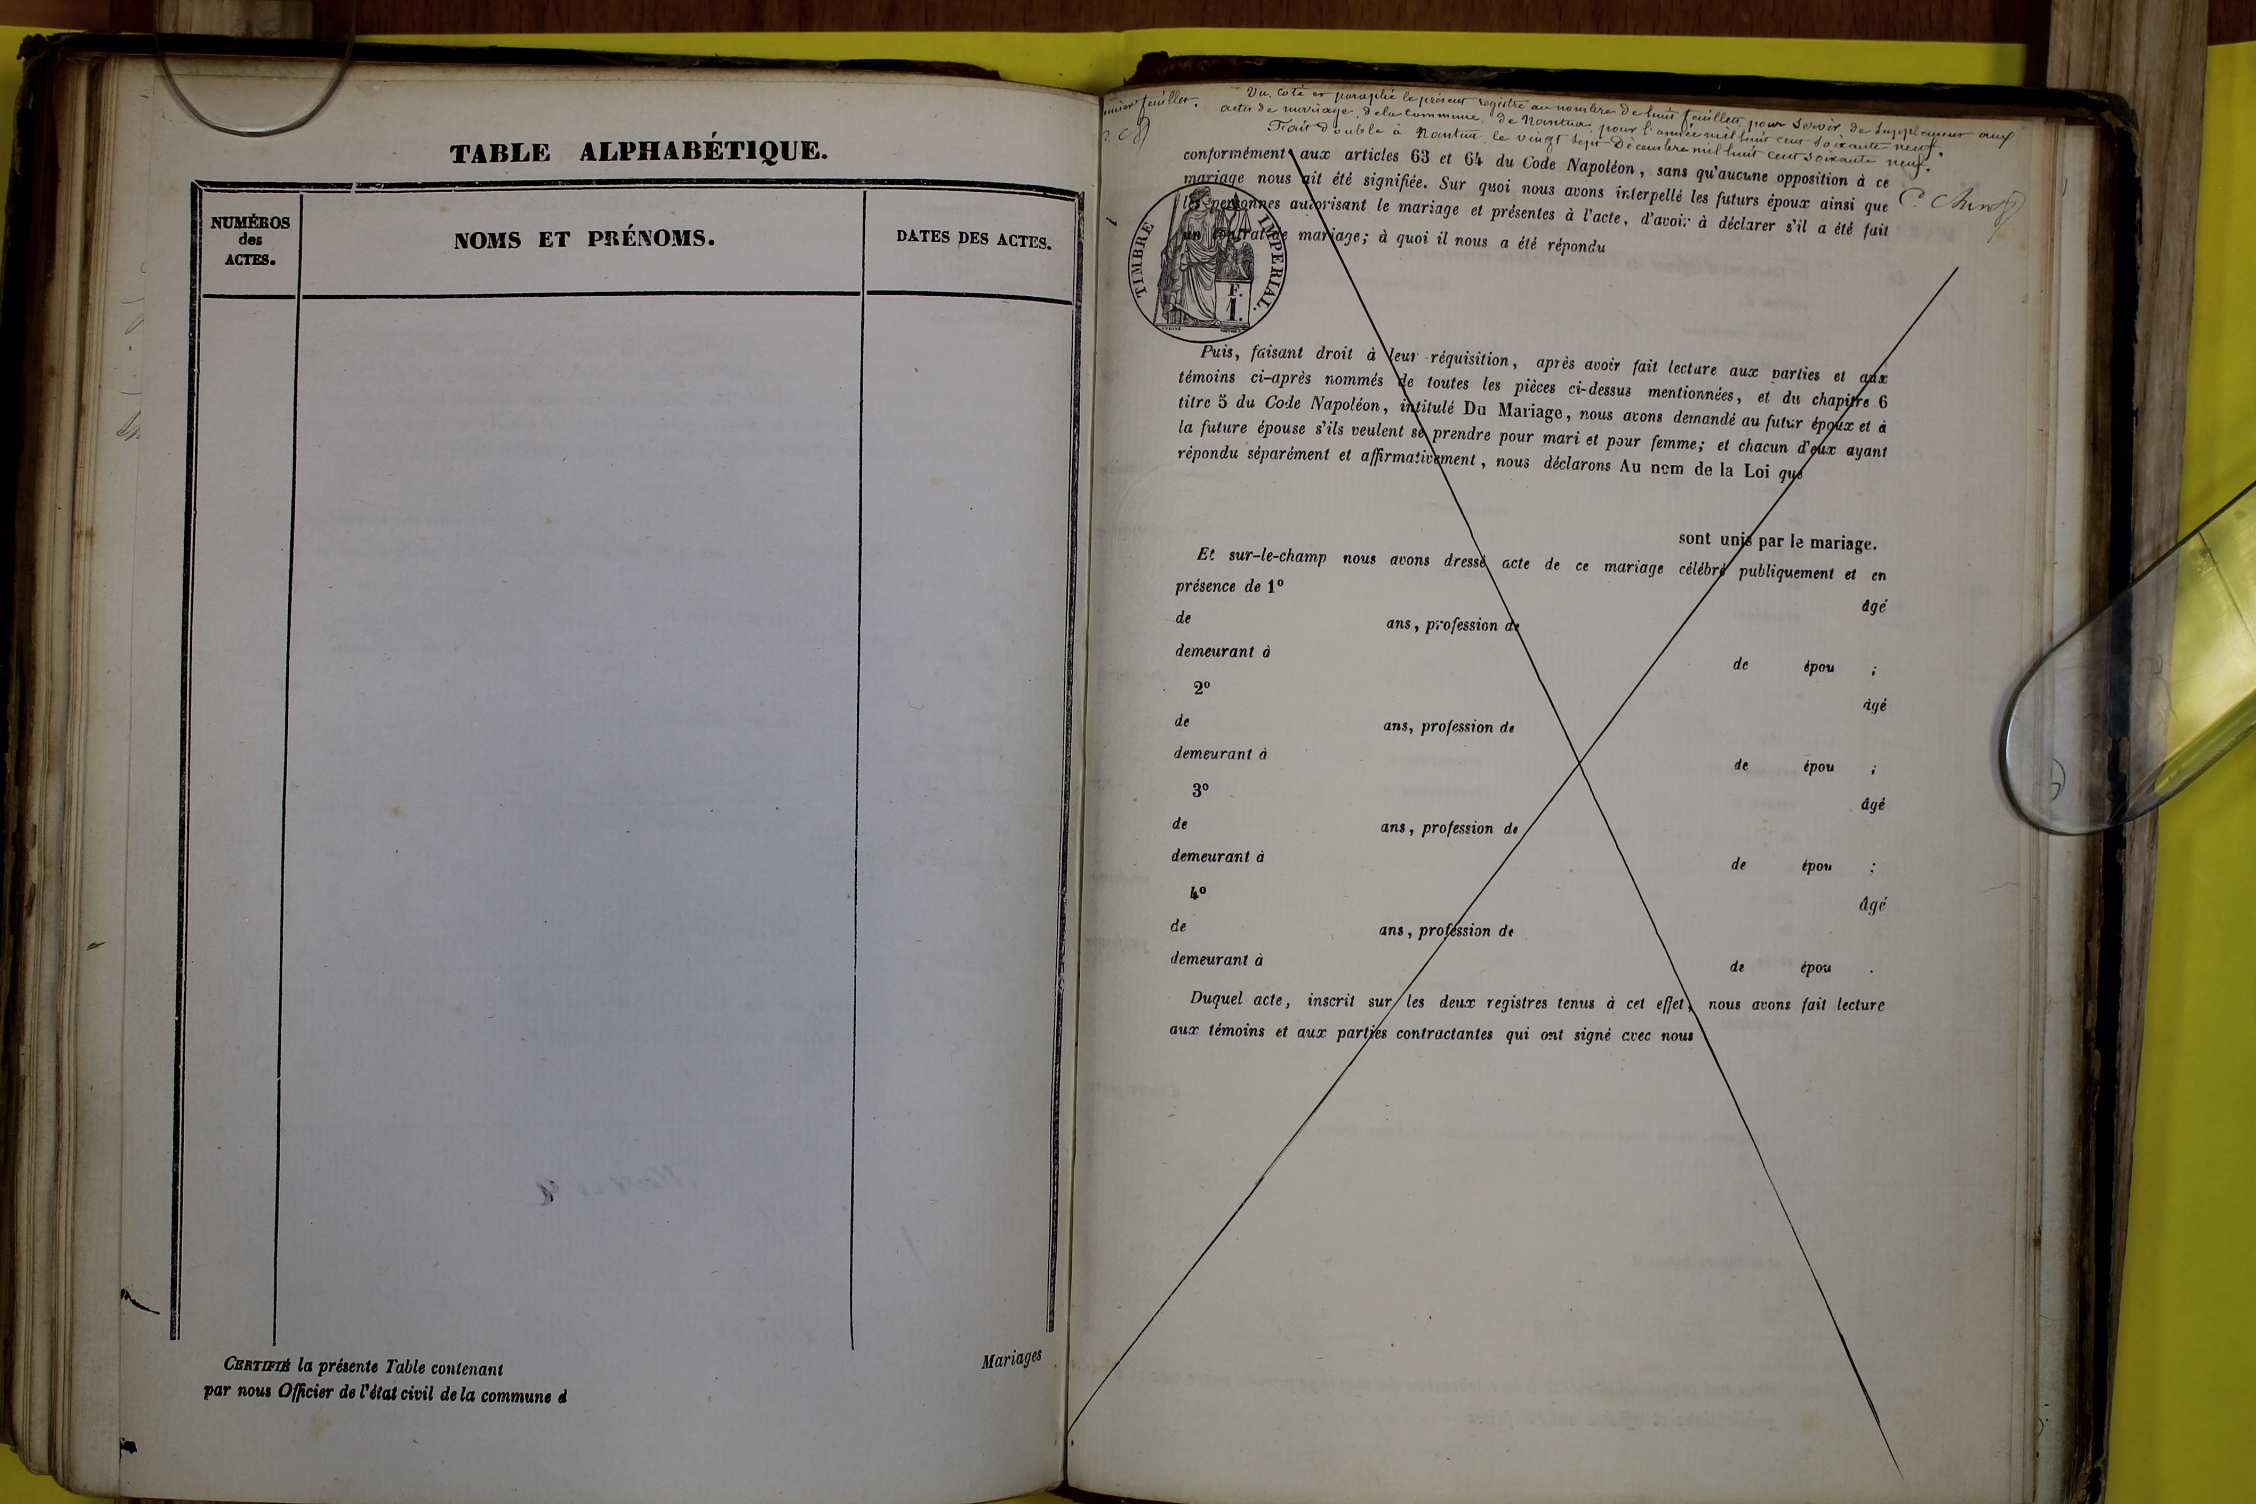 TABLE ALPHABÉTIQUE.
NUMÉROS
des
ACTES.
NOMS ET PRÉNOMS.
DATES DES ACTES.
CERTIFIÉ la présente Table contenant
Mariages
par nous Officier de l'état civil de la commune d
feuillet.
Vu, coté et paraphé le présent registre au nombre de huit feuillets pour servir de supplément aux
actes de mariage de la Commune de Nantua pour l'année mil huit cent soixante neuf.
Fait double à Nantua le vingt sept Décembre mil huit cent soixante neuf.
conformément aux articles 63 et 64 du Code Napoléon, sans qu'aucune opposition à ce
mariage nous ait été signifiée. Sur quoi nous avons interpellé les futurs époux ainsi que
les personnes autorisant le mariage et présentes à l'acte, d'avoir à déclarer s'il a été fait
un contrat de mariage; à quoi il nous a été répondu
1
TIMBRE IMPÉRIAL.
F.
1.
Puis, faisant droit à leur réquisition, après avoir fait lecture aux parties et aux
témoins ci-après nommés de toutes les pièces ci-dessus mentionnées, et du chapitre 6
titre 5 du Code Napoléon, intitulé Du Mariage, nous avons demandé au futur époux et à
la future épouse s'ils veulent se prendre pour mari et pour femme; et chacun d'eux ayant
répondu séparément et affirmativement, nous déclarons Au nom de la Loi que
sont unis par le mariage.
Et sur-le-champ nous avons dressé acte de ce mariage célébré publiquement et en
présence de 1º âgé
de ans, profession de
demeurant à de épou ;
2º âgé
de ans, profession de
demeurant à de épou ;
3º âgé
de ans, profession de
demeurant à de épou ;
4º âgé
de ans, profession de
demeurant à de épou .
Duquel acte, inscrit sur les deux registres tenus à cet effet, nous avons fait lecture
aux témoins et aux parties contractantes qui ont signé avec nous